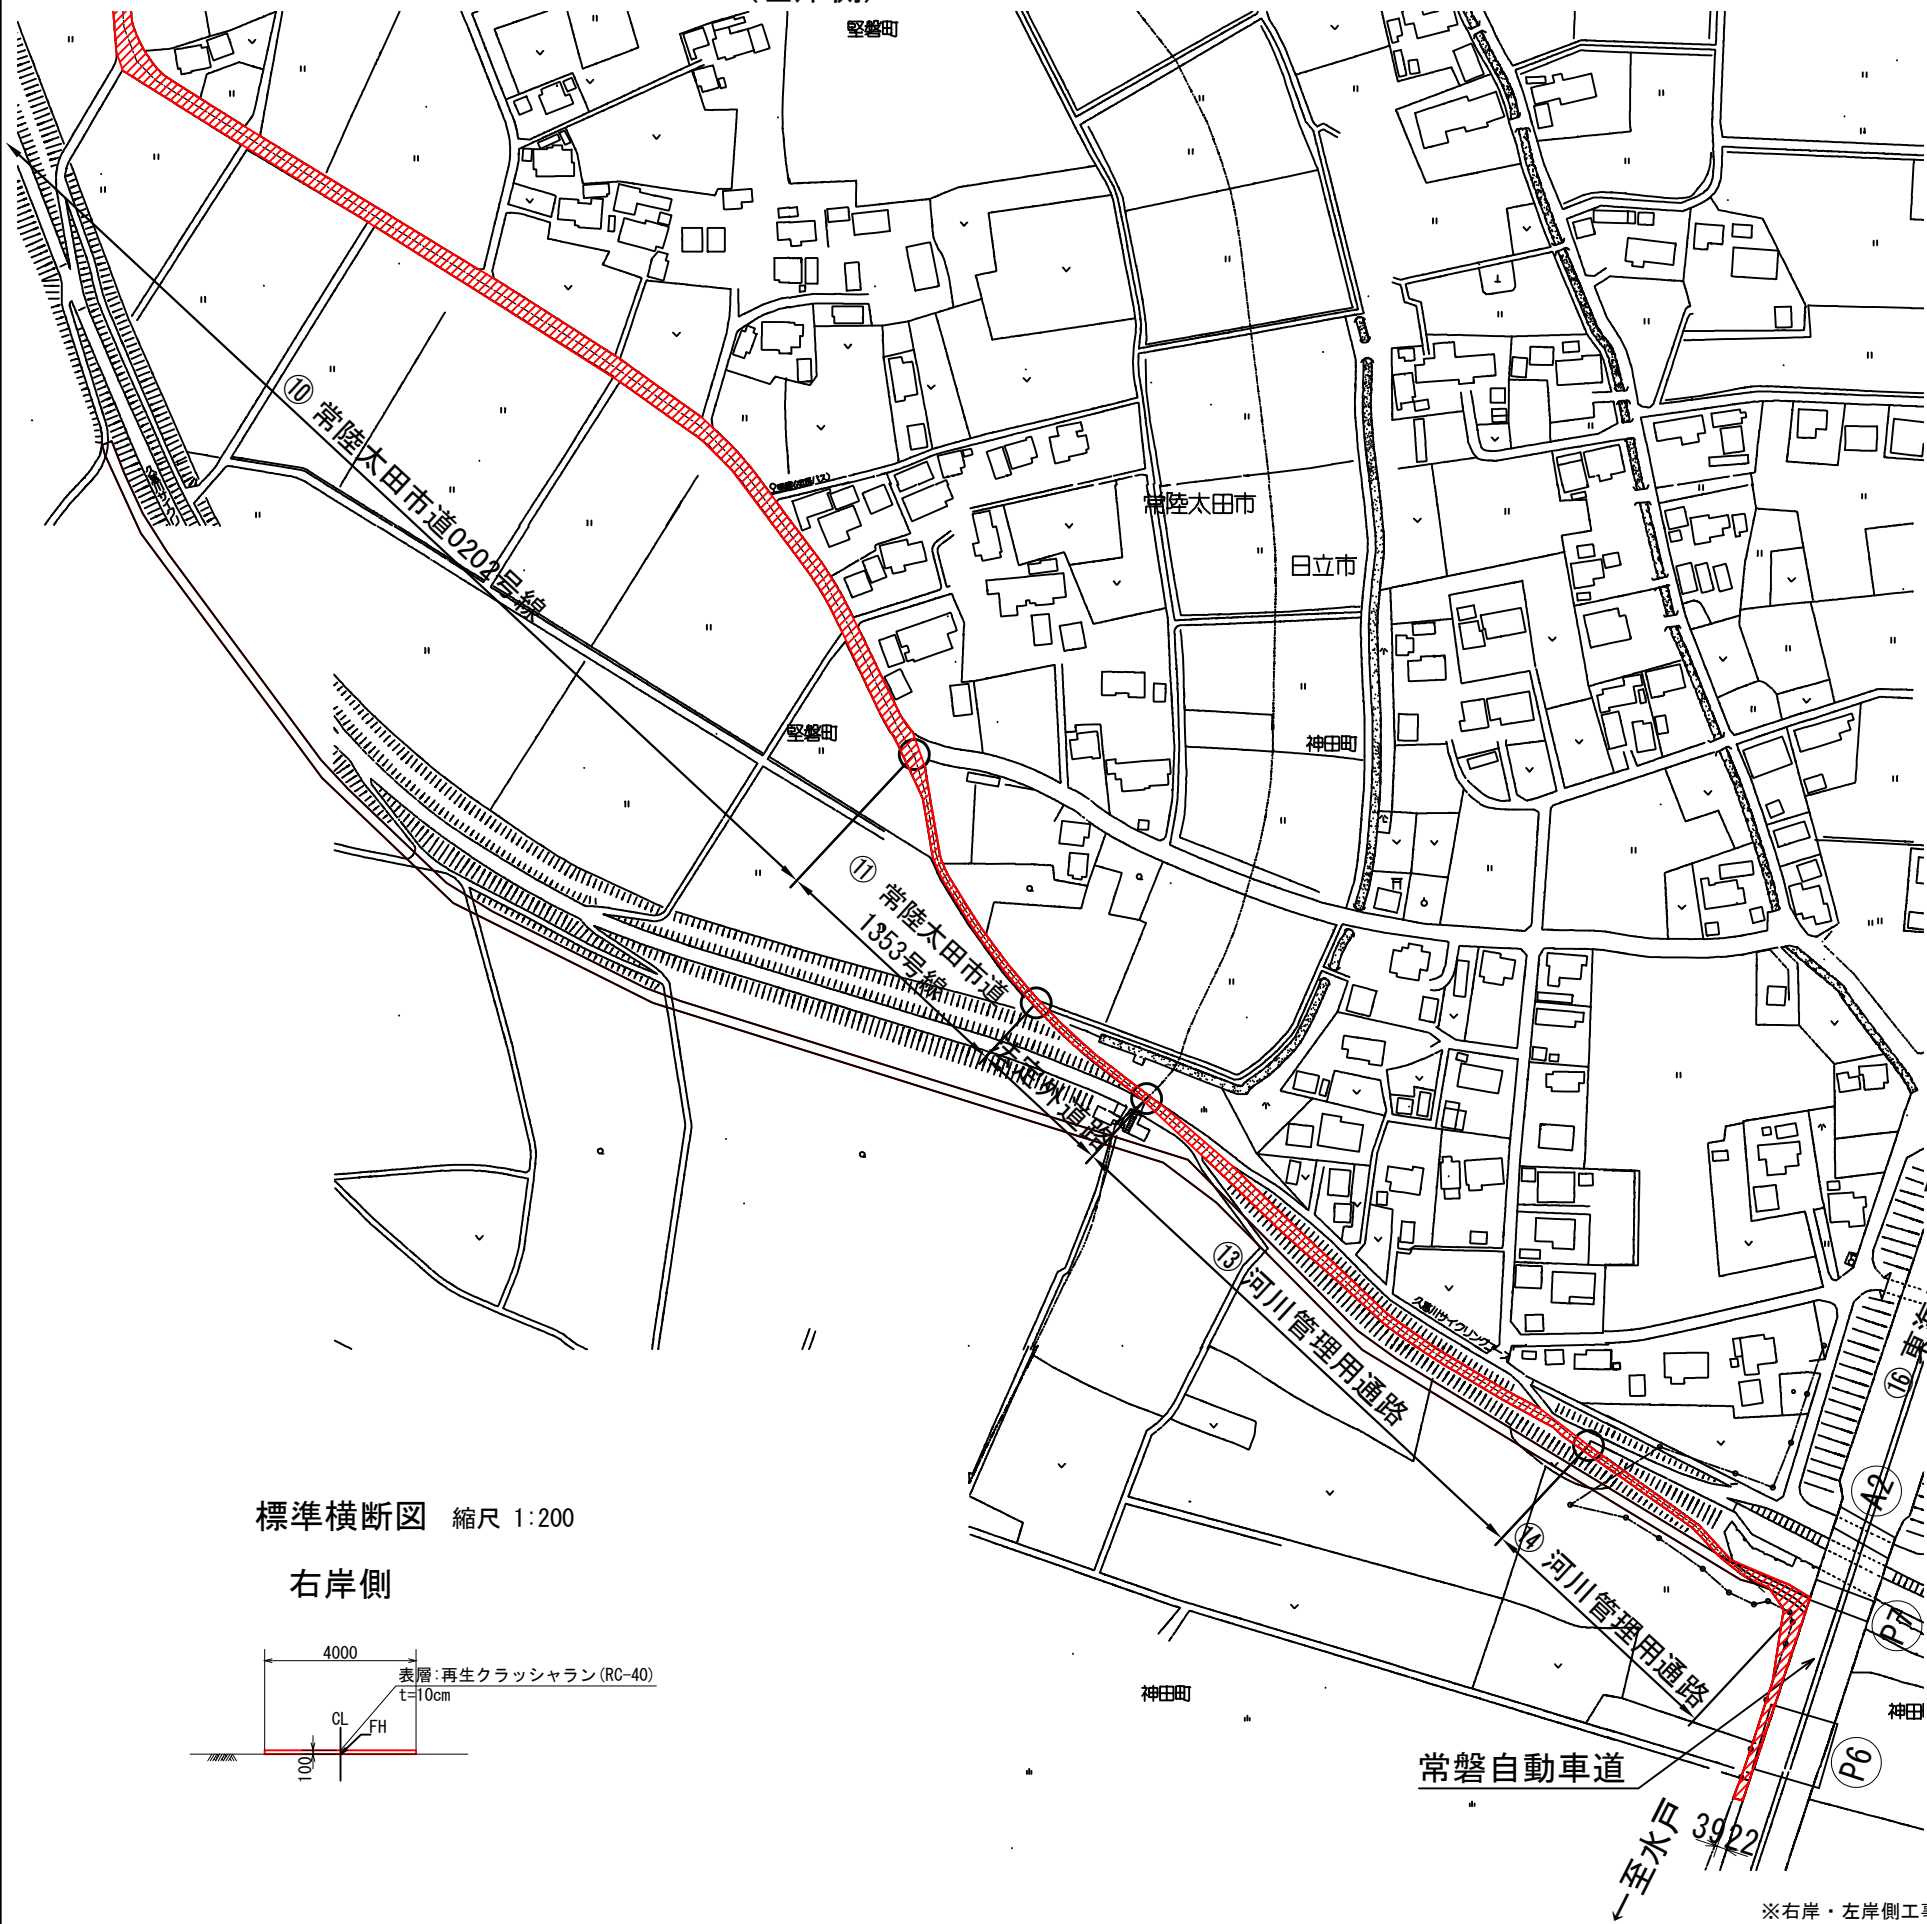 堅磐町
⑩ 常陸太田市道0202号線
常陸太田市
日立市
堅磐町
神田町
⑪ 常陸太田市道
1353号線
法定外道路
⑬ 河川管理用通路
久慈川サイクリングコース
⑭ 河川管理用通路
⑯ 東
A2
P7
P6
神田町
神田
常磐自動車道
3922
←至水戸
標準横断図 縮尺 1:200
右岸側
4000
表層:再生クラッシャラン(RC-40)
t=10cm
CL
FH
100
※右岸・左岸側工事